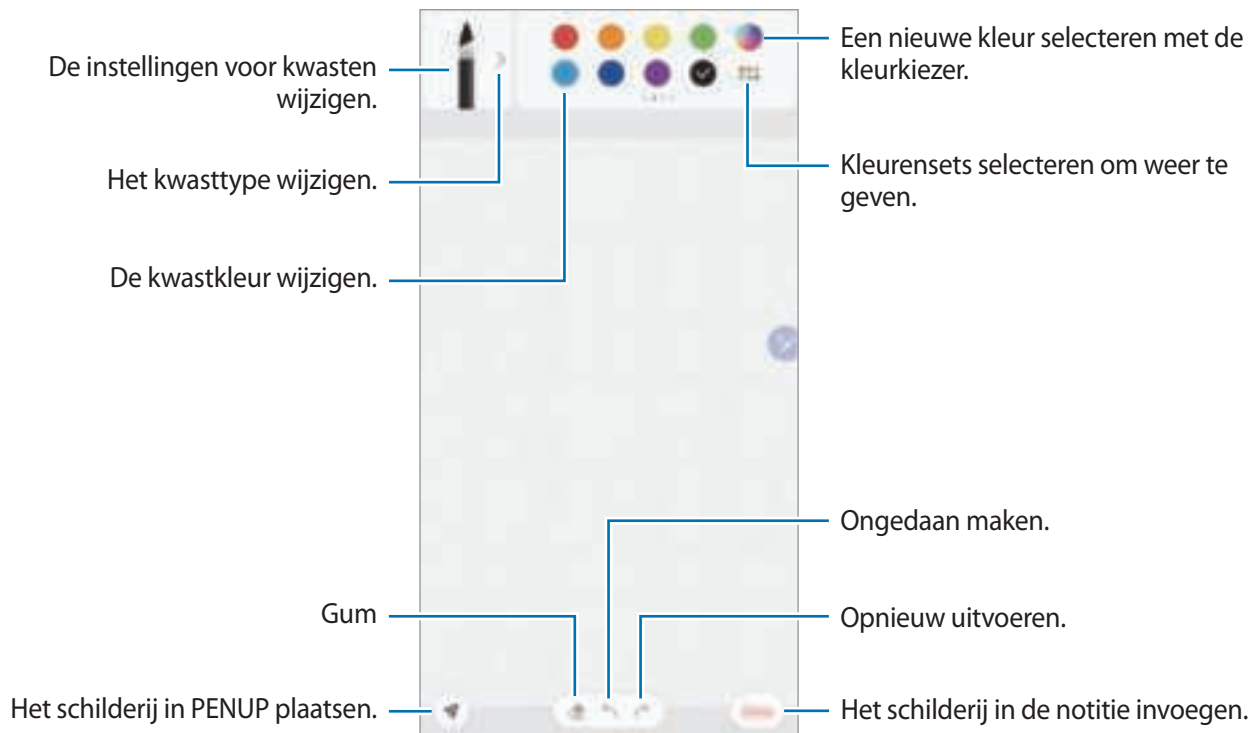 De instellingen voor kwasten
wijzigen.
Het kwasttype wijzigen.
De kwastkleur wijzigen.
Gum
Het schilderij in PENUP plaatsen.
Een nieuwe kleur selecteren met de
kleurkiezer.
Kleurensets selecteren om weer te
geven.
Ongedaan maken.
Opnieuw uitvoeren.
Het schilderij in de notitie invoegen.